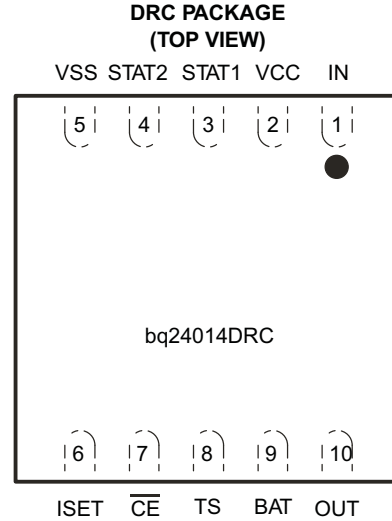 DRC PACKAGE
(TOP VIEW)
VSS STAT2 STAT1 VCC IN
5 4 3 2 1
bq24014DRC
6 7 8 9 10
ISET C̅E̅ TS BAT OUT